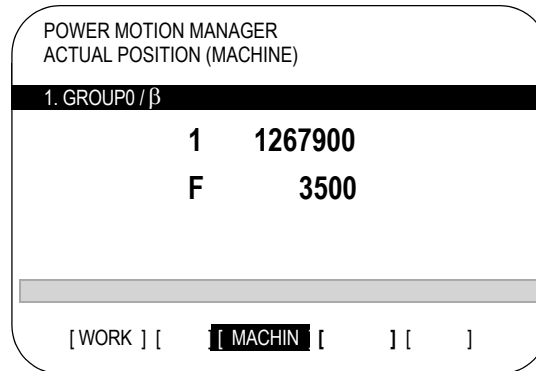 POWER MOTION MANAGER
ACTUAL POSITION (MACHINE)
1. GROUP0 / β
1 1267900
F 3500
[ WORK ] [ ] [ MACHIN ] [ ] [ ]